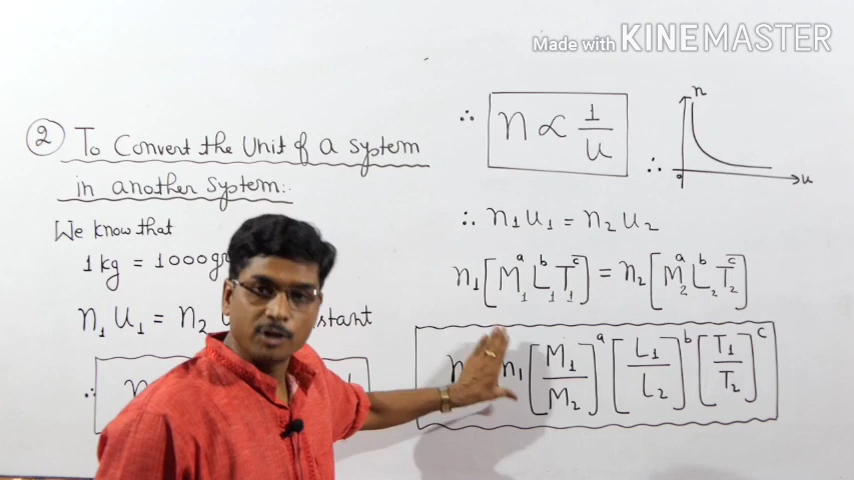 Made with KINEMASTER
② To Convert the Unit of a system
in another system:.
We know that
1 kg = 1000
n₁ U₁ = n₂
∴ n
∴ n ∝ 1/u
∴
n
o
u
∴ n₁ u₁ = n₂ u₂
n₁ [M₁ᵃ L₁ᵇ T₁ᶜ] = n₂ [M₂ᵃ L₂ᵇ T₂ᶜ]
n₁ [M₁/M₂]ᵃ [L₁/L₂]ᵇ [T₁/T₂]ᶜ